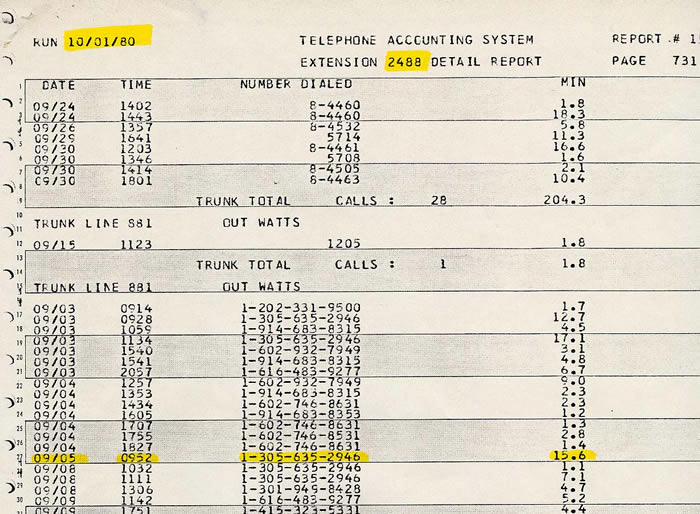 RUN 10/01/80 TELEPHONE ACCOUNTING SYSTEM REPORT #
EXTENSION 2488 DETAIL REPORT PAGE 731
DATE TIME NUMBER DIALED MIN
09/24 1402 8-4460 1.8
09/24 1443 8-4460 18.3
09/26 1357 8-4532 5.8
09/29 1641 5714 11.3
09/30 1203 8-4461 16.6
09/30 1346 5708 1.6
09/30 1414 8-4505 2.1
09/30 1801 8-4463 10.4
TRUNK TOTAL CALLS : 28 204.3
TRUNK LINE 881 OUT WATTS
09/15 1123 1205 1.8
TRUNK TOTAL CALLS : 1 1.8
TRUNK LINE 881 OUT WATTS
09/03 0914 1-202-331-9500 1.7
09/03 0928 1-305-635-2946 12.7
09/03 1059 1-914-683-8315 4.5
09/03 1134 1-305-635-2946 17.1
09/03 1540 1-602-932-7949 3.1
09/03 1541 1-914-683-8315 4.8
09/03 2057 1-616-483-9277 6.7
09/04 1257 1-602-932-7949 9.0
09/04 1353 1-914-683-8315 2.3
09/04 1434 1-602-746-8631 2.3
09/04 1605 1-914-683-8353 1.2
09/04 1707 1-602-746-8631 1.3
09/04 1755 1-602-746-8531 2.8
09/04 1827 1-602-746-8631 1.4
09/05 0952 1-305-635-2946 15.6
09/08 1032 1-305-635-2946 1.1
09/08 1111 1-305-635-2946 7.1
09/08 1306 1-301-948-8428 4.7
09/09 1142 1-616-483-9277 5.2
09/09 1751 1-415-323-5331 4.4